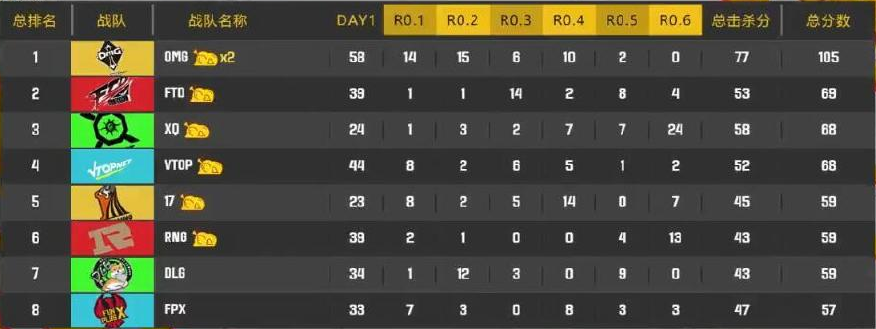 总排名 战队 战队名称 DAY1 R0.1 R0.2 R0.3 R0.4 R0.5 R0.6 总击杀分 总分数
1 OMG OMG x2 58 14 15 6 10 2 0 77 105
2 FTD 39 1 1 14 2 8 4 53 69
3 XQ 24 1 3 2 7 7 24 58 68
4 VTOPNET VTOP 44 8 2 6 5 1 2 52 68
5 17 23 8 2 5 14 0 7 45 59
6 R RNG 39 2 1 0 0 4 13 43 59
7 DLG 34 1 12 3 0 9 0 43 59
8 FUN PLUS X FPX 33 7 3 0 8 3 3 47 57